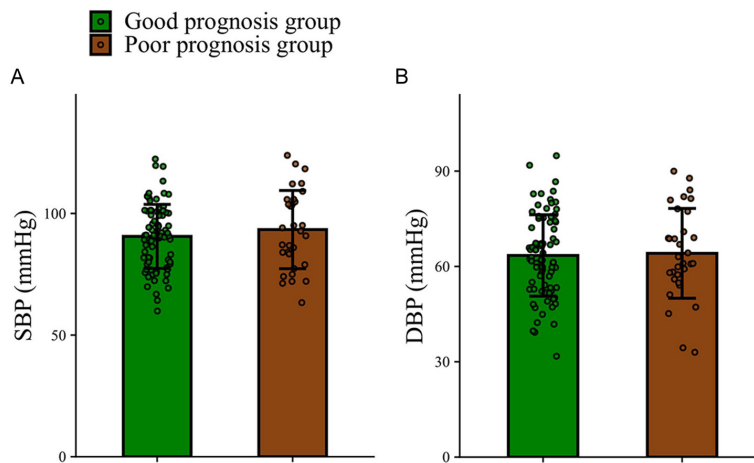 Good prognosis group
Poor prognosis group
A
B
SBP (mmHg)
100
50
0
DBP (mmHg)
90
60
30
0